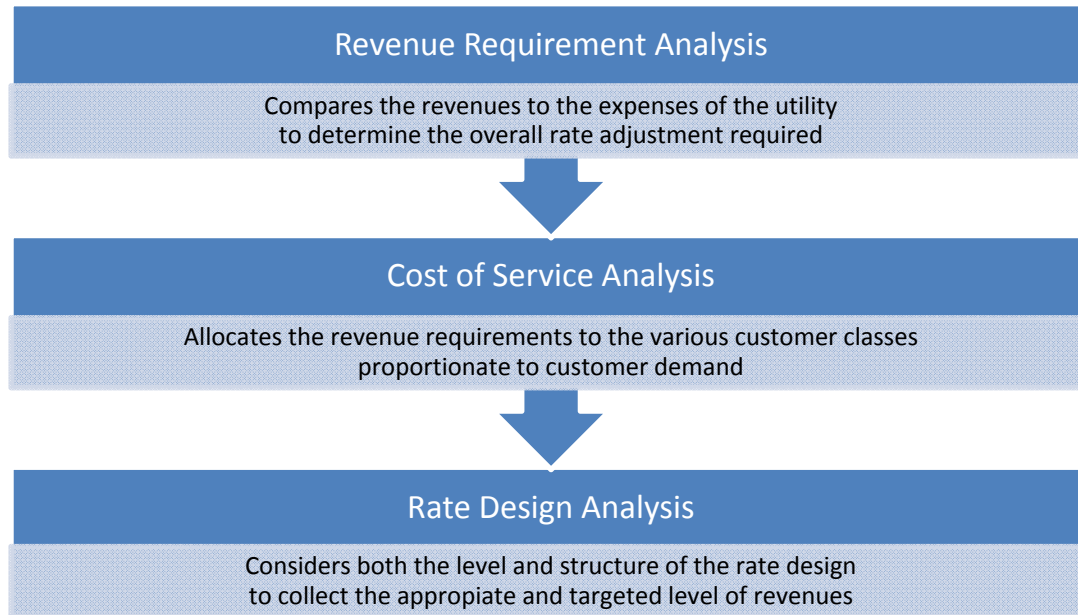 Revenue Requirement Analysis
Compares the revenues to the expenses of the utility
to determine the overall rate adjustment required
Cost of Service Analysis
Allocates the revenue requirements to the various customer classes
proportionate to customer demand
Rate Design Analysis
Considers both the level and structure of the rate design
to collect the appropiate and targeted level of revenues